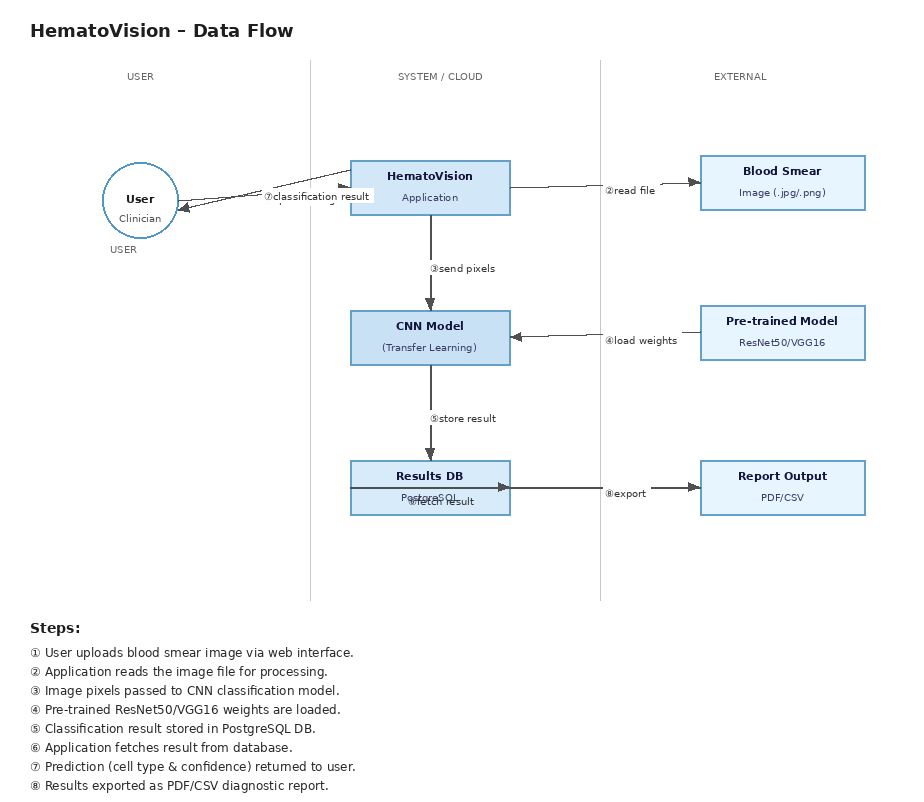 HematoVision – Data Flow
USER
SYSTEM / CLOUD
EXTERNAL
User
Clinician
USER
⑦classification result
HematoVision
Application
②read file
Blood Smear
Image (.jpg/.png)
③send pixels
CNN Model
(Transfer Learning)
④load weights
Pre-trained Model
ResNet50/VGG16
⑤store result
Results DB
PostgreSQL
⑥fetch result
⑧export
Report Output
PDF/CSV
Steps:
① User uploads blood smear image via web interface.
② Application reads the image file for processing.
③ Image pixels passed to CNN classification model.
④ Pre-trained ResNet50/VGG16 weights are loaded.
⑤ Classification result stored in PostgreSQL DB.
⑥ Application fetches result from database.
⑦ Prediction (cell type & confidence) returned to user.
⑧ Results exported as PDF/CSV diagnostic report.